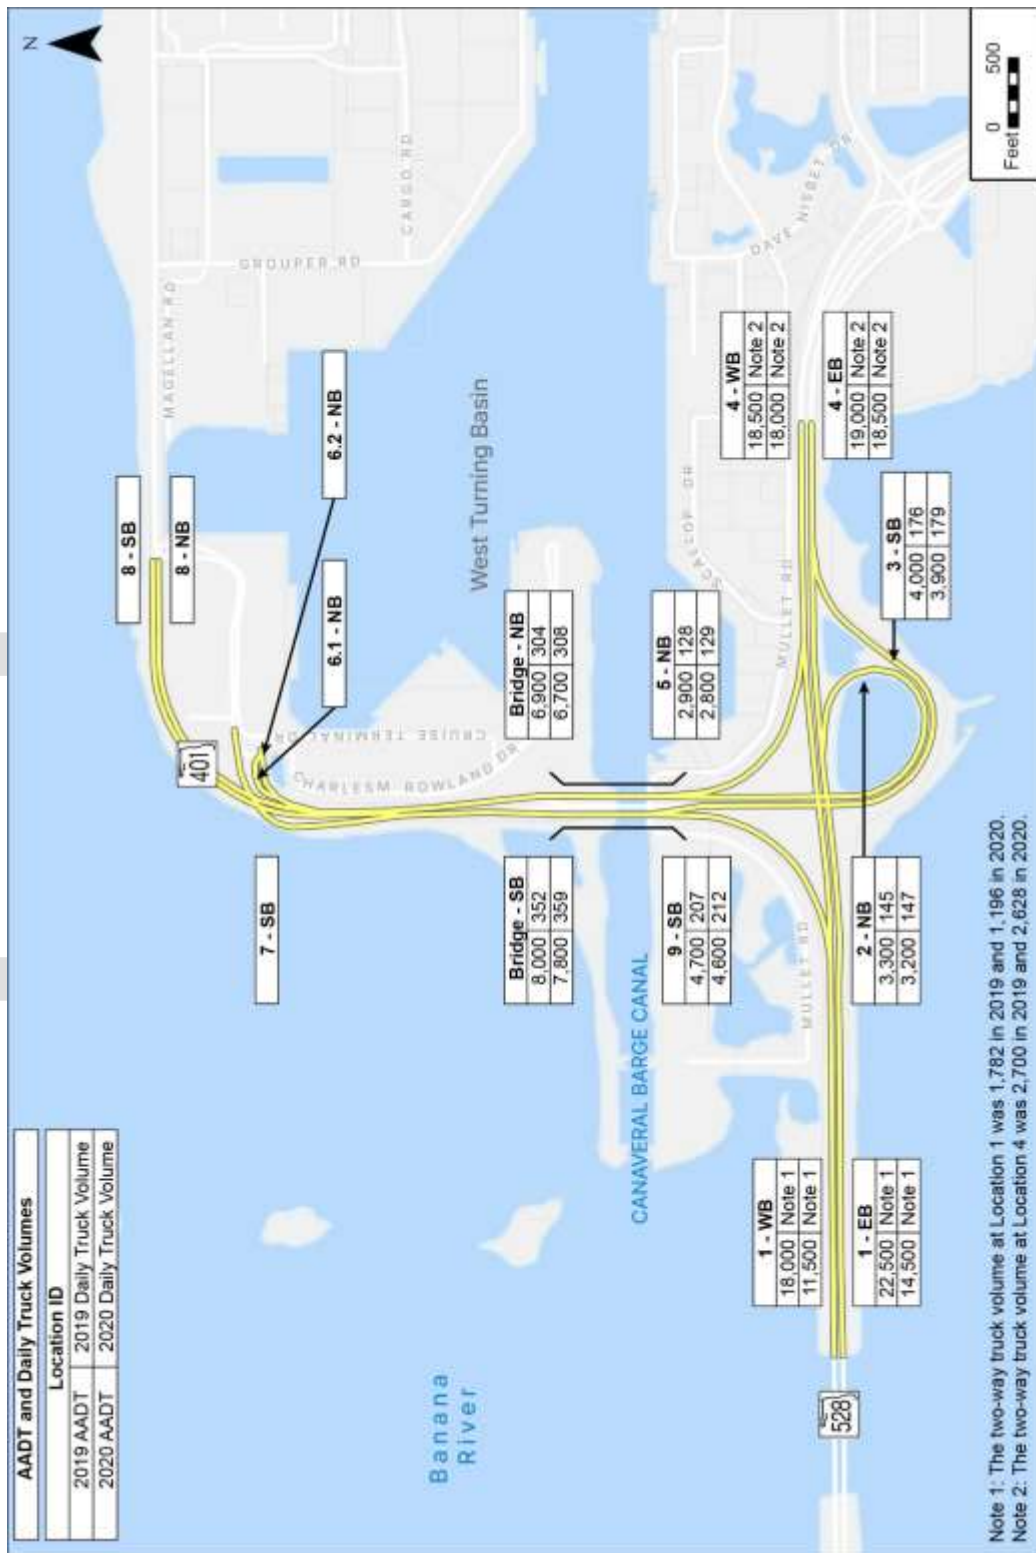 AADT and Daily Truck Volumes
Location ID
2019 AADT 2019 Daily Truck Volume
2020 AADT 2020 Daily Truck Volume
N
8 - SB
8 - NB
MAGELLAN RD
GROUPER RD
CARGO RD
401
6.1 - NB
6.2 - NB
7 - SB
CRUISE TERMINAL DR
CHARLES M ROWLAND DR
West Turning Basin
Banana
River
Bridge - SB
8,000 352
7,800 359
Bridge - NB
6,900 304
6,700 308
CANAVERAL BARGE CANAL
9 - SB
4,700 207
4,600 212
5 - NB
2,900 128
2,800 129
SCALLOP DR
MULLET RD
MULLET RD
DAVE NISBET DR
1 - WB
18,000 Note 1
11,500 Note 1
4 - WB
18,500 Note 2
18,000 Note 2
528
1 - EB
22,500 Note 1
14,500 Note 1
2 - NB
3,300 145
3,200 147
4 - EB
19,000 Note 2
18,500 Note 2
3 - SB
4,000 176
3,900 179
0 500
Feet
Note 1: The two-way truck volume at Location 1 was 1,782 in 2019 and 1,196 in 2020.
Note 2: The two-way truck volume at Location 4 was 2,700 in 2019 and 2,628 in 2020.